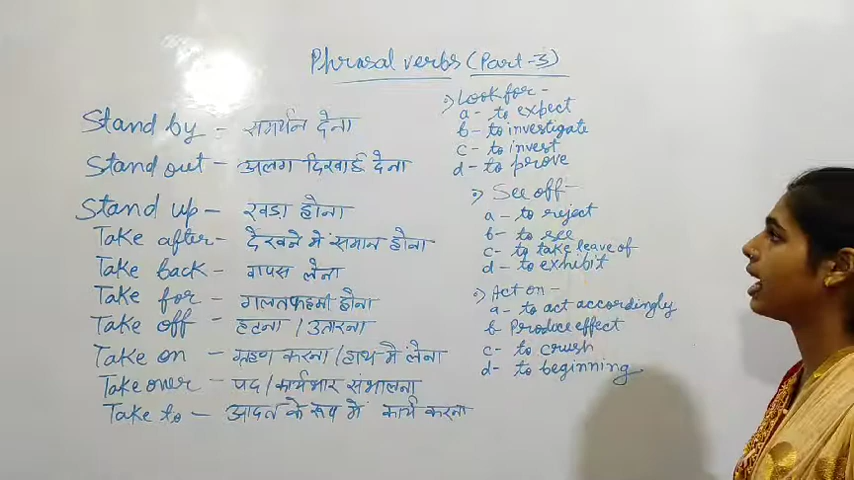 Phrasal verbs (Part-3)
Stand by - समर्थन देना
Stand out - अलग दिखाई देना
Stand up - खडा होना
Take after - देखने में समान होना
Take back - वापस लेना
Take for - गलतफहमी होना
Take off - हटना / उतारना
Take on - ग्रहण करना / हाथ में लेना
Take over - पद / कार्यभार संभालना
Take to - आदत के रूप में कार्य करना
Look for -
a - to expect
b - to investigate
c - to invest
d - to prove
See off -
a - to reject
b - to see
c - to take leave of
d - to exhibit
Act on -
a - to act accordingly
b - Produce effect
c - to crush
d - to beginning